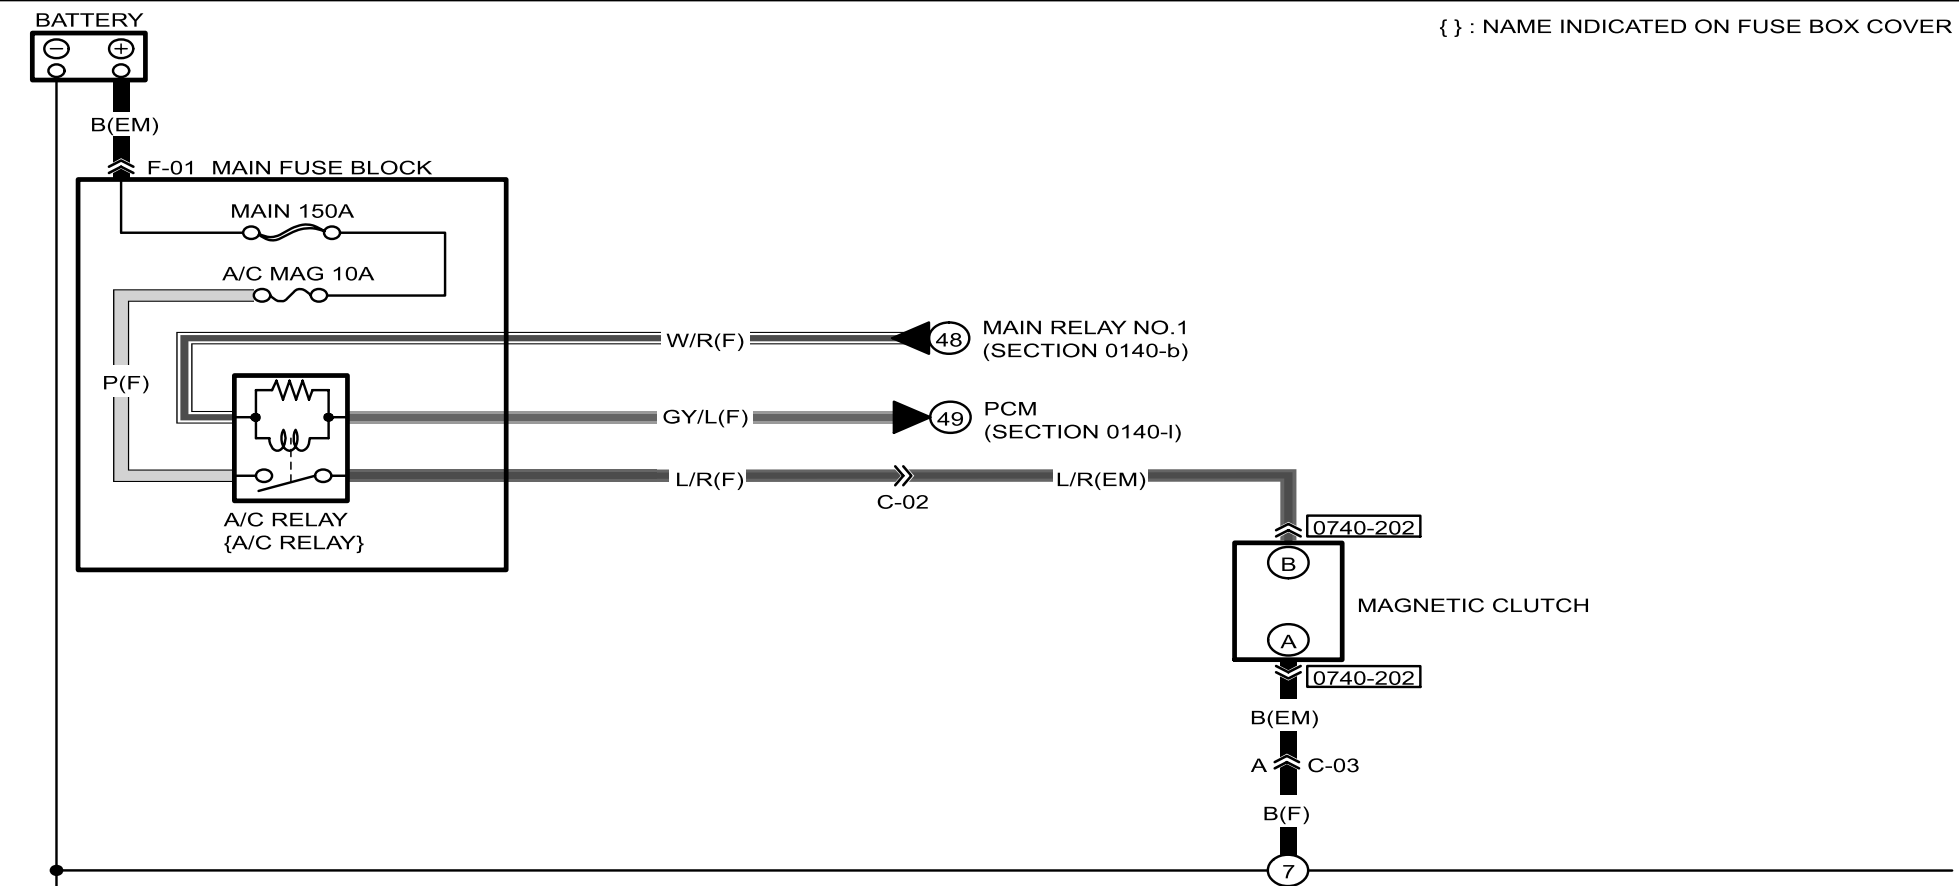 BATTERY
{ } : NAME INDICATED ON FUSE BOX COVER
− +
B(EM)
F-01 MAIN FUSE BLOCK
MAIN 150A
A/C MAG 10A
W/R(F)
48
MAIN RELAY NO.1
(SECTION 0140-b)
P(F)
GY/L(F)
49
PCM
(SECTION 0140-l)
L/R(F)
C-02
L/R(EM)
A/C RELAY
{A/C RELAY}
0740-202
B
MAGNETIC CLUTCH
A
0740-202
B(EM)
A C-03
B(F)
7